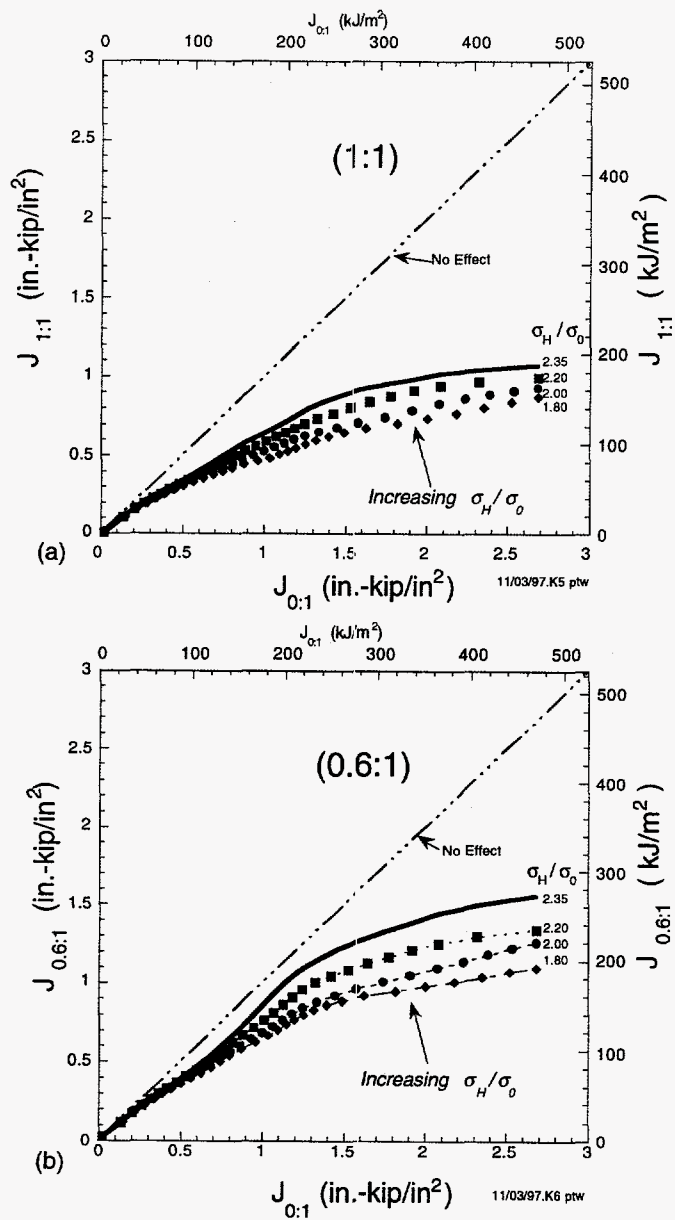 J0:1 (kJ/m2)
0 100 200 300 400 500
3
2.5
2
1.5
1
0.5
0
J 1:1 (in.-kip/in2)
(1:1)
No Effect
σH/σ0
2.35
2.20
2.00
1.80
Increasing σH/σ0
500
400
300
200
100
0
J 1:1 (kJ/m2)
0.5 1 1.5 2 2.5 3
(a)
J0:1 (in.-kip/in2)
11/03/97.K5 ptw
J0:1 (kJ/m2)
0 100 200 300 400 500
3
2.5
2
1.5
1
0.5
0
J 0.6:1 (in.-kip/in2)
(0.6:1)
No Effect
σH/σ0
2.35
2.20
2.00
1.80
Increasing σH/σ0
500
400
300
200
100
0
J 0.6:1 (kJ/m2)
0.5 1 1.5 2 2.5 3
(b)
J0:1 (in.-kip/in2)
11/03/97.K6 ptw